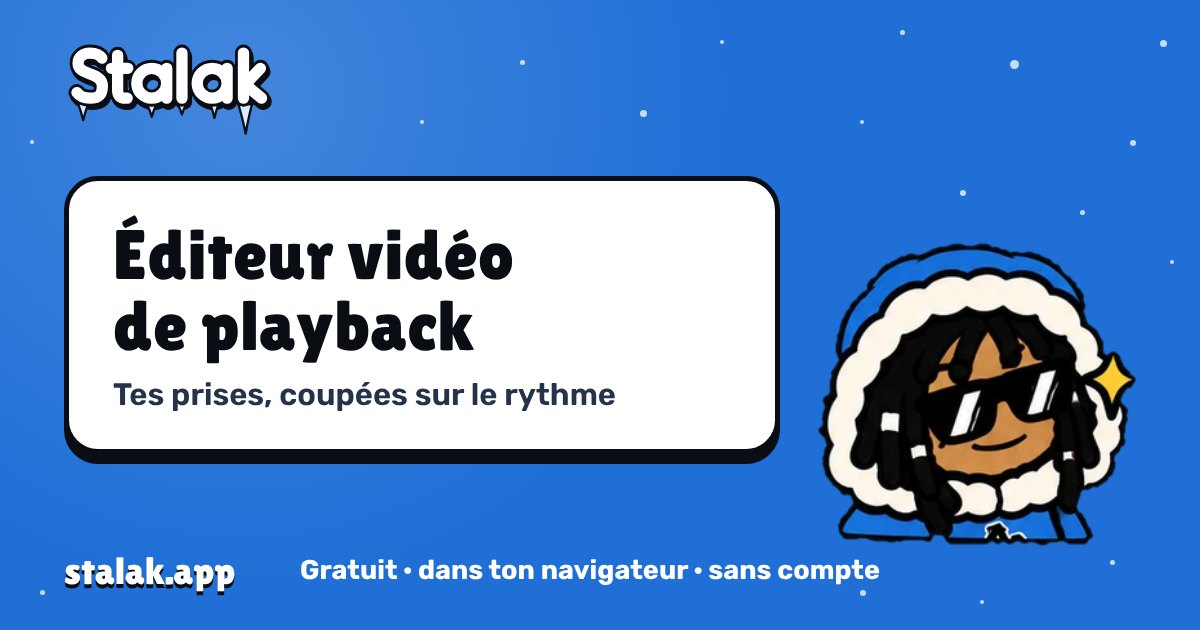 Stalak
Éditeur vidéo
de playback
Tes prises, coupées sur le rythme
stalak.app
Gratuit • dans ton navigateur • sans compte